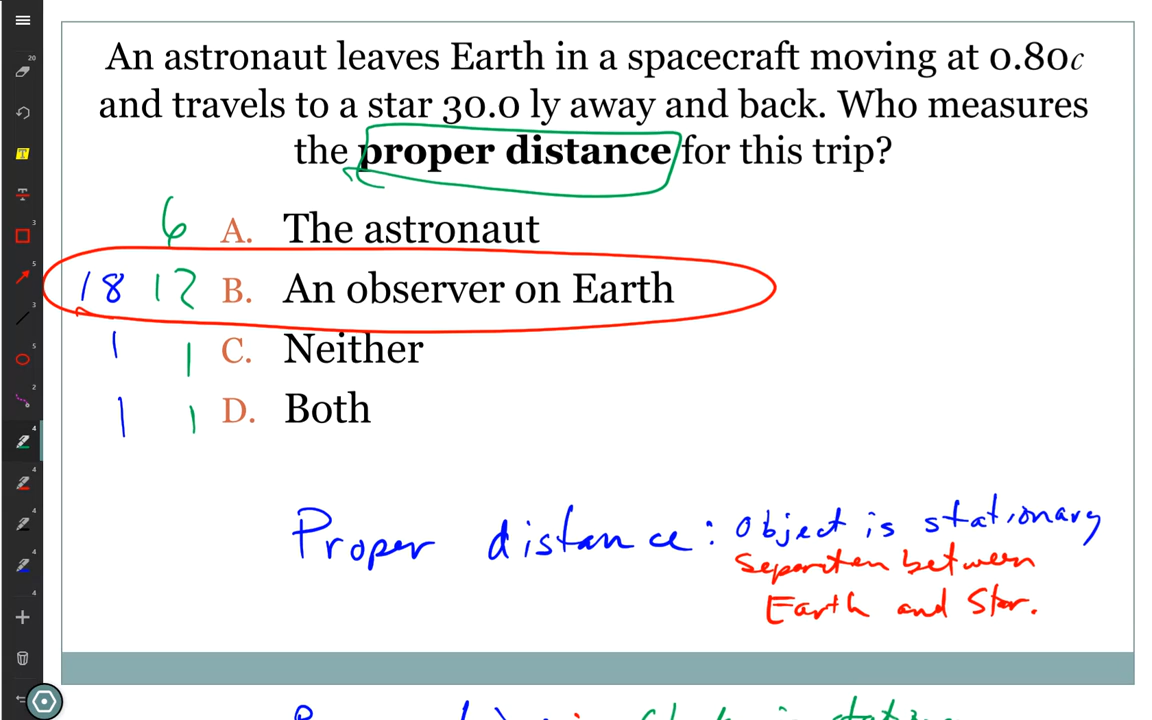 An astronaut leaves Earth in a spacecraft moving at 0.80c
and travels to a star 30.0 ly away and back. Who measures
the proper distance for this trip?
6 A. The astronaut
18 12 B. An observer on Earth
1 1 C. Neither
1 1 D. Both
Proper distance: Object is stationary
between
Earth and Star.